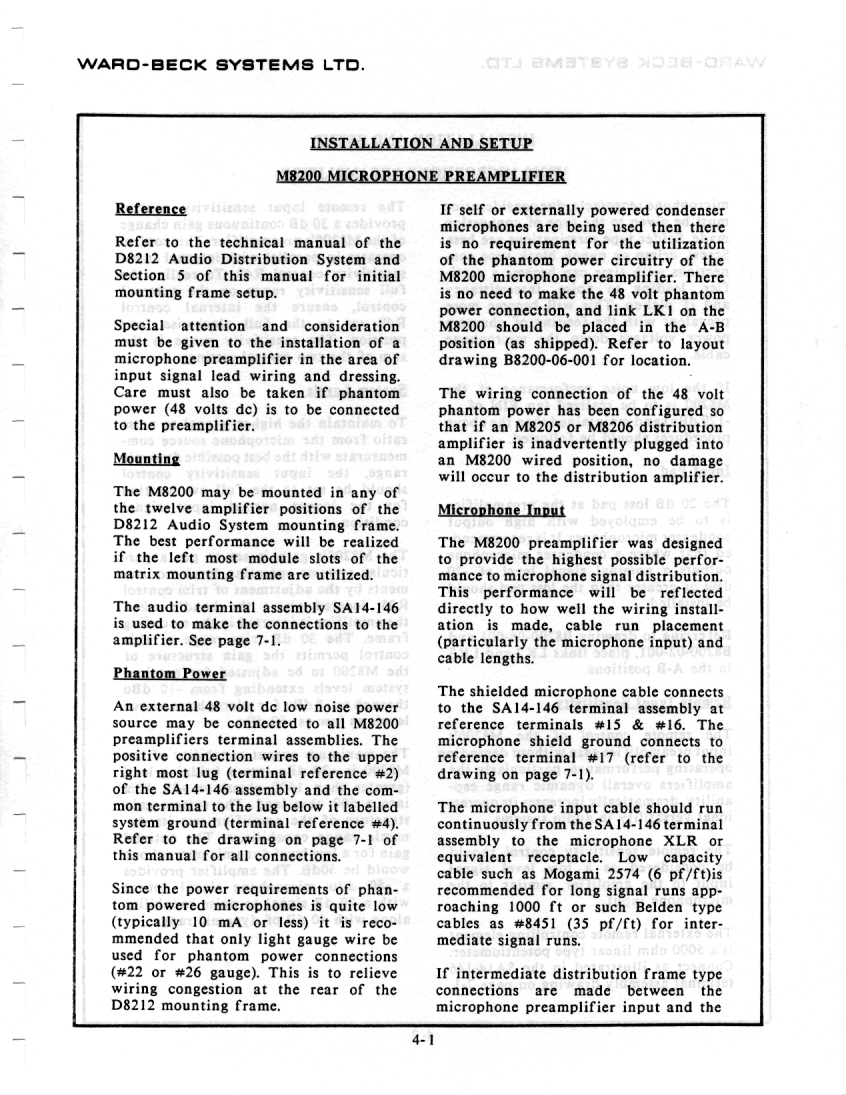 WARD-BECK SYSTEMS LTD.
INSTALLATION AND SETUP
M8200 MICROPHONE PREAMPLIFIER
Reference
Refer to the technical manual of the
D8212 Audio Distribution System and
Section 5 of this manual for initial
mounting frame setup.
Special attention and consideration
must be given to the installation of a
microphone preamplifier in the area of
input signal lead wiring and dressing.
Care must also be taken if phantom
power (48 volts dc) is to be connected
to the preamplifier.
Mounting
The M8200 may be mounted in any of
the twelve amplifier positions of the
D8212 Audio System mounting frame.
The best performance will be realized
if the left most module slots of the
matrix mounting frame are utilized.
The audio terminal assembly SA14-146
is used to make the connections to the
amplifier. See page 7-1.
Phantom Power
An external 48 volt dc low noise power
source may be connected to all M8200
preamplifiers terminal assemblies. The
positive connection wires to the upper
right most lug (terminal reference #2)
of the SA14-146 assembly and the com-
mon terminal to the lug below it labelled
system ground (terminal reference #4).
Refer to the drawing on page 7-1 of
this manual for all connections.
Since the power requirements of phan-
tom powered microphones is quite low
(typically 10 mA or less) it is reco-
mmended that only light gauge wire be
used for phantom power connections
(#22 or #26 gauge). This is to relieve
wiring congestion at the rear of the
D8212 mounting frame.
If self or externally powered condenser
microphones are being used then there
is no requirement for the utilization
of the phantom power circuitry of the
M8200 microphone preamplifier. There
is no need to make the 48 volt phantom
power connection, and link LK1 on the
M8200 should be placed in the A-B
position (as shipped). Refer to layout
drawing B8200-06-001 for location.
The wiring connection of the 48 volt
phantom power has been configured so
that if an M8205 or M8206 distribution
amplifier is inadvertently plugged into
an M8200 wired position, no damage
will occur to the distribution amplifier.
Microphone Input
The M8200 preamplifier was designed
to provide the highest possible perfor-
mance to microphone signal distribution.
This performance will be reflected
directly to how well the wiring install-
ation is made, cable run placement
(particularly the microphone input) and
cable lengths.
The shielded microphone cable connects
to the SA14-146 terminal assembly at
reference terminals #15 & #16. The
microphone shield ground connects to
reference terminal #17 (refer to the
drawing on page 7-1).
The microphone input cable should run
continuously from the SA14-146 terminal
assembly to the microphone XLR or
equivalent receptacle. Low capacity
cable such as Mogami 2574 (6 pf/ft)is
recommended for long signal runs app-
roaching 1000 ft or such Belden type
cables as #8451 (35 pf/ft) for inter-
mediate signal runs.
If intermediate distribution frame type
connections are made between the
microphone preamplifier input and the
4-1